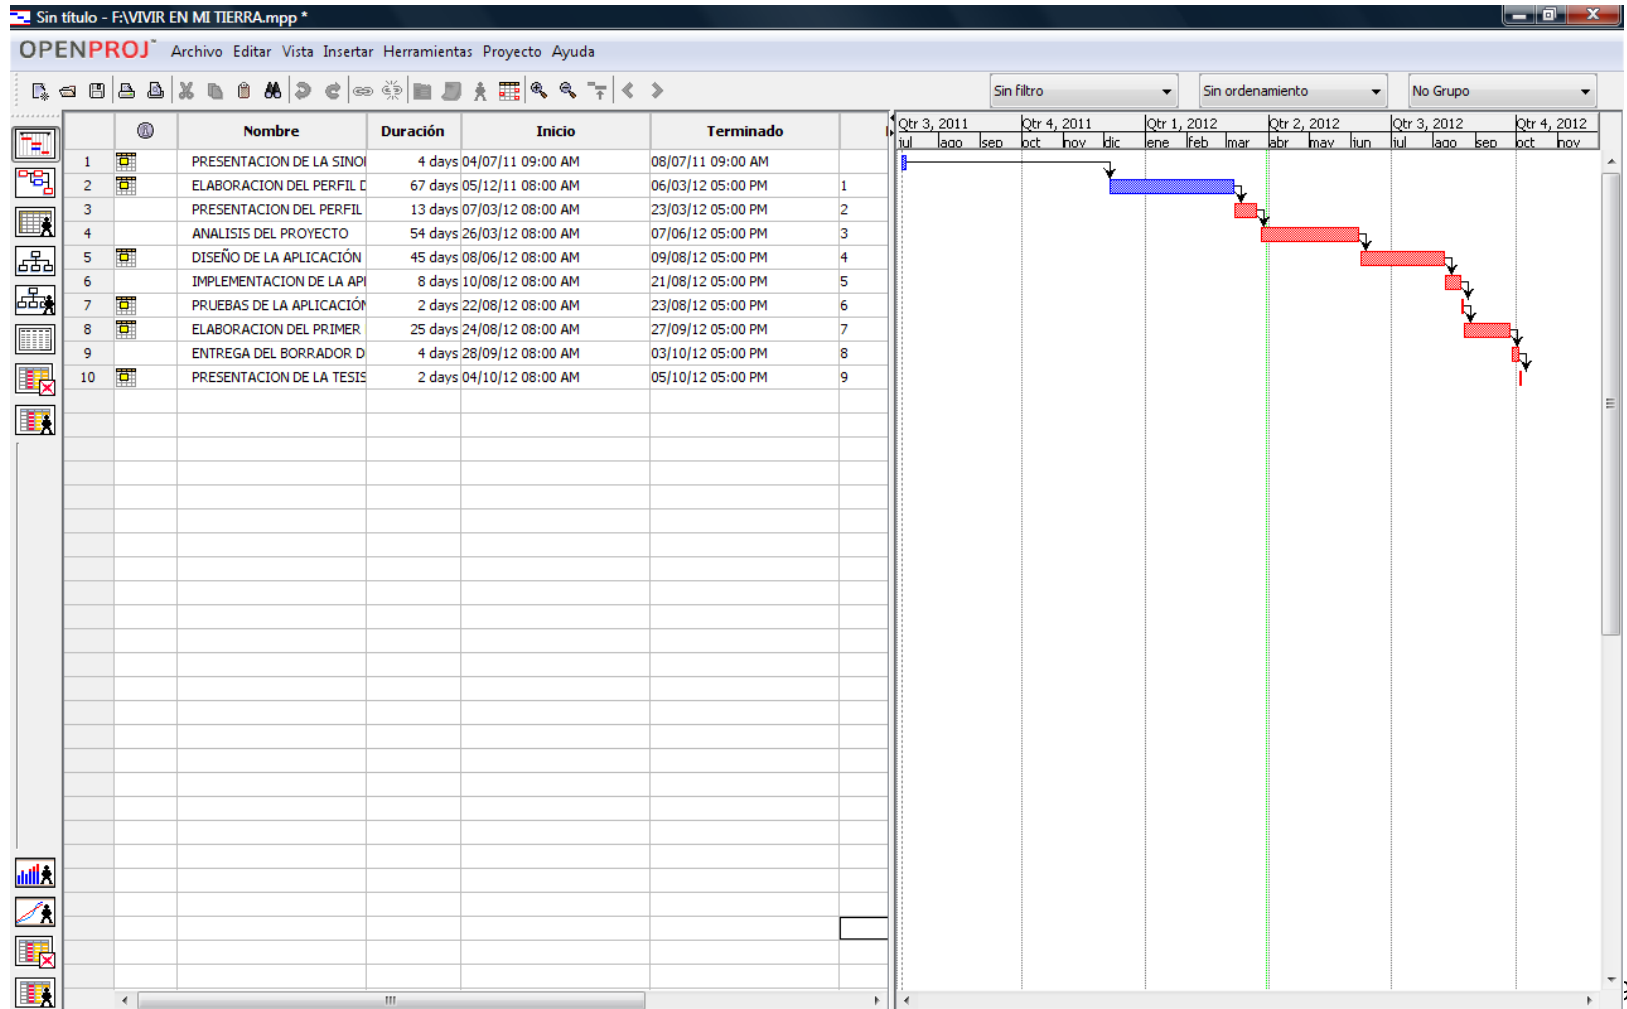 Sin título - F:\VIVIR EN MI TIERRA.mpp *
OPENPROJ™ Archivo Editar Vista Insertar Herramientas Proyecto Ayuda
Sin filtro Sin ordenamiento No Grupo
Nombre Duración Inicio Terminado
Qtr 3, 2011 Qtr 4, 2011 Qtr 1, 2012 Qtr 2, 2012 Qtr 3, 2012 Qtr 4, 2012
jul ago sep oct nov dic ene feb mar abr may jun jul ago sep oct nov
1 PRESENTACION DE LA SINO 4 days 04/07/11 09:00 AM 08/07/11 09:00 AM
2 ELABORACION DEL PERFIL D 67 days 05/12/11 08:00 AM 06/03/12 05:00 PM 1
3 PRESENTACION DEL PERFIL 13 days 07/03/12 08:00 AM 23/03/12 05:00 PM 2
4 ANALISIS DEL PROYECTO 54 days 26/03/12 08:00 AM 07/06/12 05:00 PM 3
5 DISEÑO DE LA APLICACIÓN 45 days 08/06/12 08:00 AM 09/08/12 05:00 PM 4
6 IMPLEMENTACION DE LA API 8 days 10/08/12 08:00 AM 21/08/12 05:00 PM 5
7 PRUEBAS DE LA APLICACIÓN 2 days 22/08/12 08:00 AM 23/08/12 05:00 PM 6
8 ELABORACION DEL PRIMER 25 days 24/08/12 08:00 AM 27/09/12 05:00 PM 7
9 ENTREGA DEL BORRADOR D 4 days 28/09/12 08:00 AM 03/10/12 05:00 PM 8
10 PRESENTACION DE LA TESIS 2 days 04/10/12 08:00 AM 05/10/12 05:00 PM 9